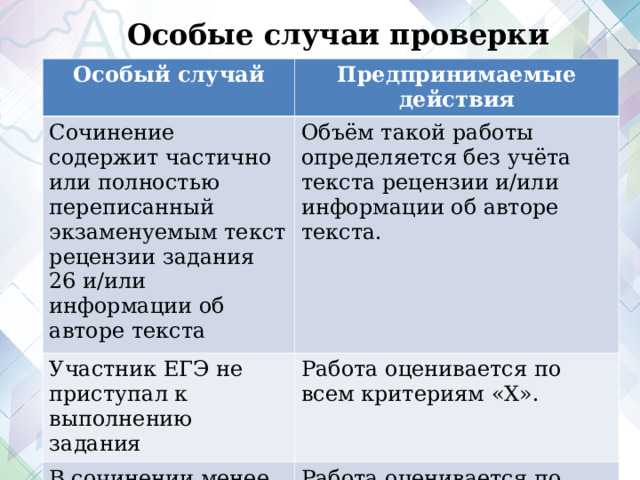 Особые случаи проверки
Особый случай
Предпринимаемые
действия
Сочинение
содержит частично
или полностью
переписанный
экзаменуемым текст
рецензии задания
26 и/или
информации об
авторе текста
Объём такой работы
определяется без учёта
текста рецензии и/или
информации об авторе
текста.
Участник ЕГЭ не
приступал к
выполнению
задания
Работа оценивается по
всем критериям «Х».
В сочинении менее
Работа оценивается по